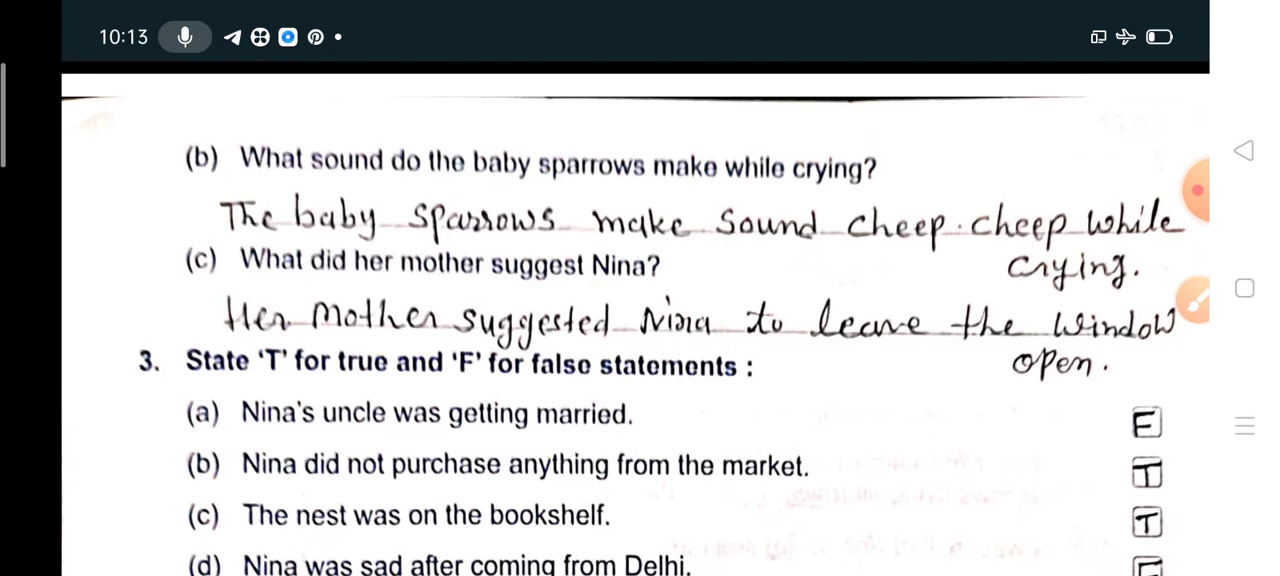 10:13
(b) What sound do the baby sparrows make while crying?
The baby sparrows make sound cheep cheep while
crying.
(c) What did her mother suggest Nina?
Her mother suggested Nina to leave the window
open.
3. State ‘T’ for true and ‘F’ for false statements :
(a) Nina's uncle was getting married. F
(b) Nina did not purchase anything from the market. T
(c) The nest was on the bookshelf. T
(d) Nina was sad after coming from Delhi.